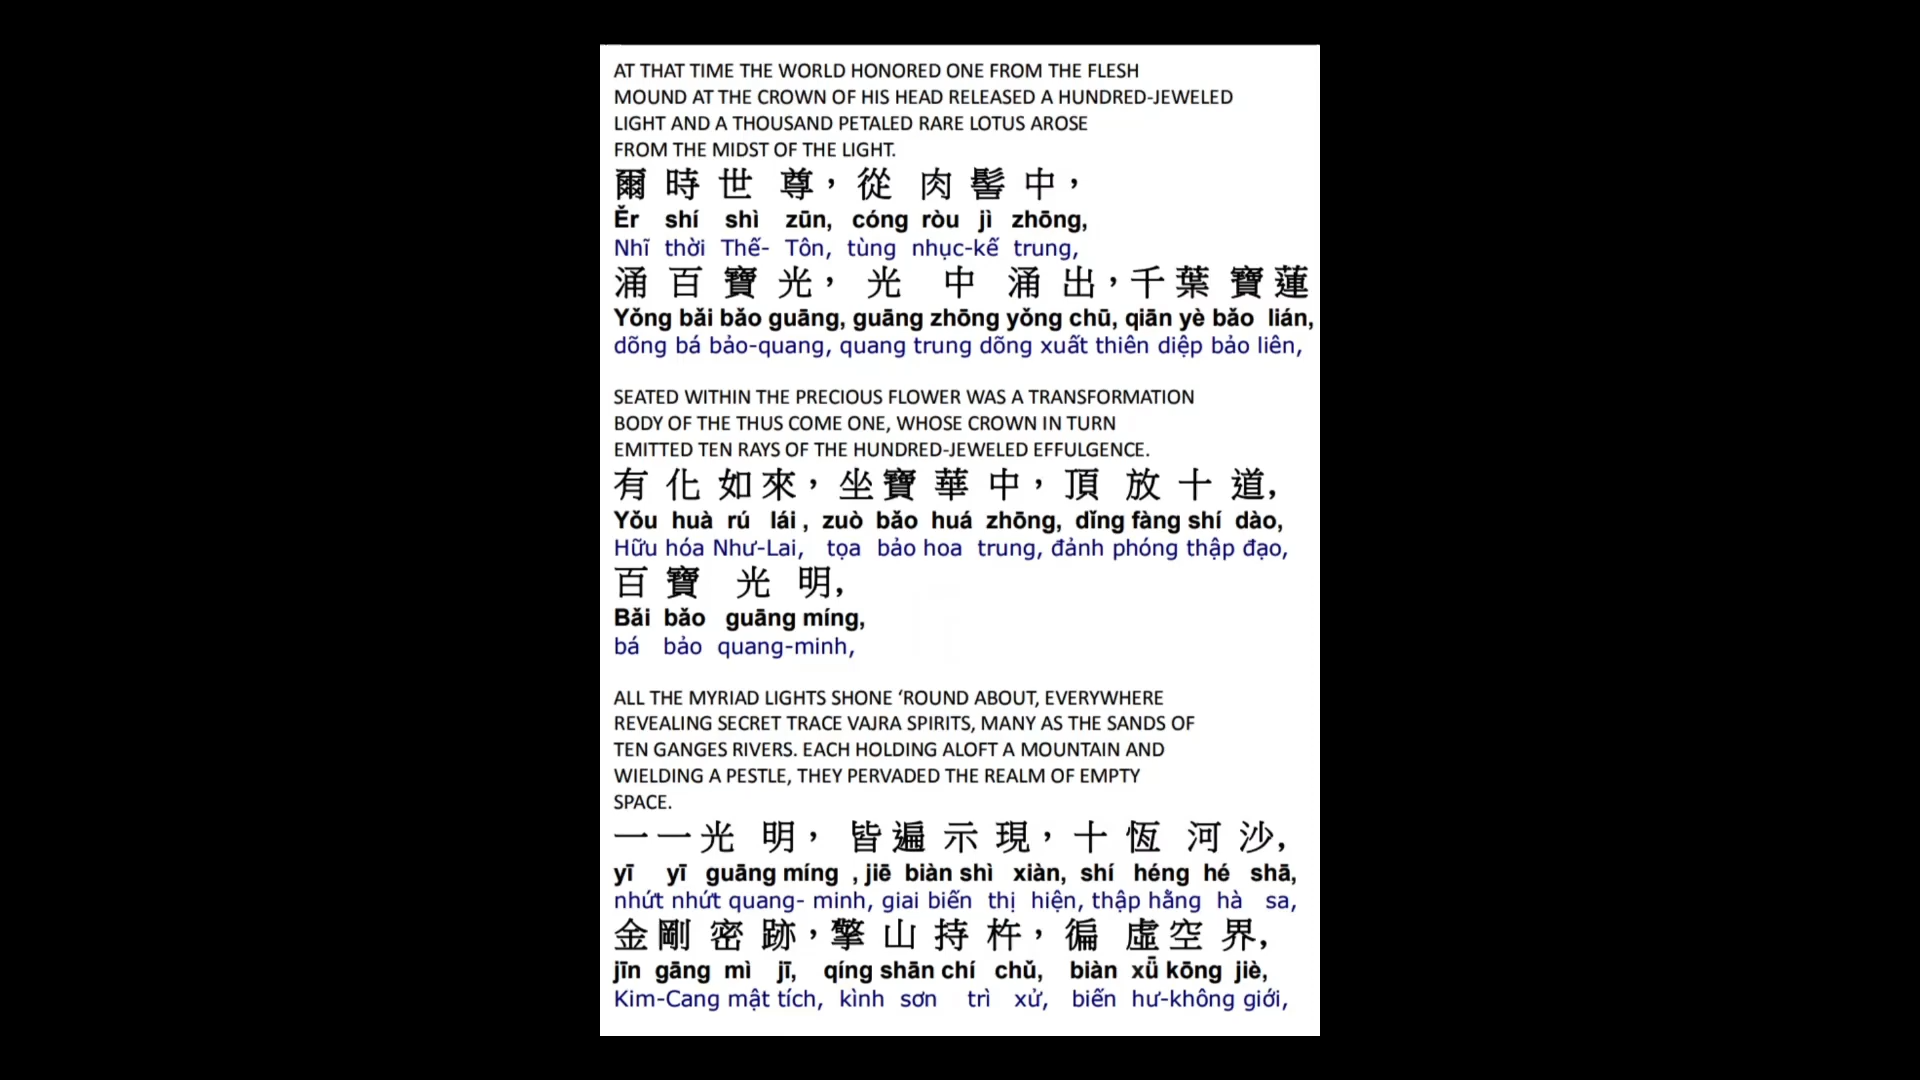 AT THAT TIME THE WORLD HONORED ONE FROM THE FLESH
MOUND AT THE CROWN OF HIS HEAD RELEASED A HUNDRED-JEWELED
LIGHT AND A THOUSAND PETALED RARE LOTUS AROSE
FROM THE MIDST OF THE LIGHT.
爾 時 世 尊，從 肉 髻 中，
Ěr shí shì zūn, cóng ròu jì zhōng,
Nhĩ thời Thế- Tôn, tùng nhục-kế trung,
涌 百 寶 光， 光 中 涌 出，千 葉 寶 蓮
Yǒng bǎi bǎo guāng, guāng zhōng yǒng chū, qiān yè bǎo lián,
dõng bá bảo-quang, quang trung dõng xuất thiên diệp bảo liên,
SEATED WITHIN THE PRECIOUS FLOWER WAS A TRANSFORMATION
BODY OF THE THUS COME ONE, WHOSE CROWN IN TURN
EMITTED TEN RAYS OF THE HUNDRED-JEWELED EFFULGENCE.
有 化 如 來，坐 寶 華 中，頂 放 十 道,
Yǒu huà rú lái , zuò bǎo huá zhōng, dǐng fàng shí dào,
Hữu hóa Như-Lai, tọa bảo hoa trung, đảnh phóng thập đạo,
百 寶 光 明,
Bǎi bǎo guāng míng,
bá bảo quang-minh,
ALL THE MYRIAD LIGHTS SHONE ‘ROUND ABOUT, EVERYWHERE
REVEALING SECRET TRACE VAJRA SPIRITS, MANY AS THE SANDS OF
TEN GANGES RIVERS. EACH HOLDING ALOFT A MOUNTAIN AND
WIELDING A PESTLE, THEY PERVADED THE REALM OF EMPTY
SPACE.
一 一 光 明， 皆 遍 示 現，十 恆 河 沙,
yī yī guāng míng , jiē biàn shì xiàn, shí héng hé shā,
nhứt nhứt quang- minh, giai biến thị hiện, thập hằng hà sa,
金 剛 密 跡，擎 山 持 杵，徧 虛 空 界,
jīn gāng mì jī, qíng shān chí chǔ, biàn xǖ kōng jiè,
Kim-Cang mật tích, kình sơn trì xử, biến hư-không giới,